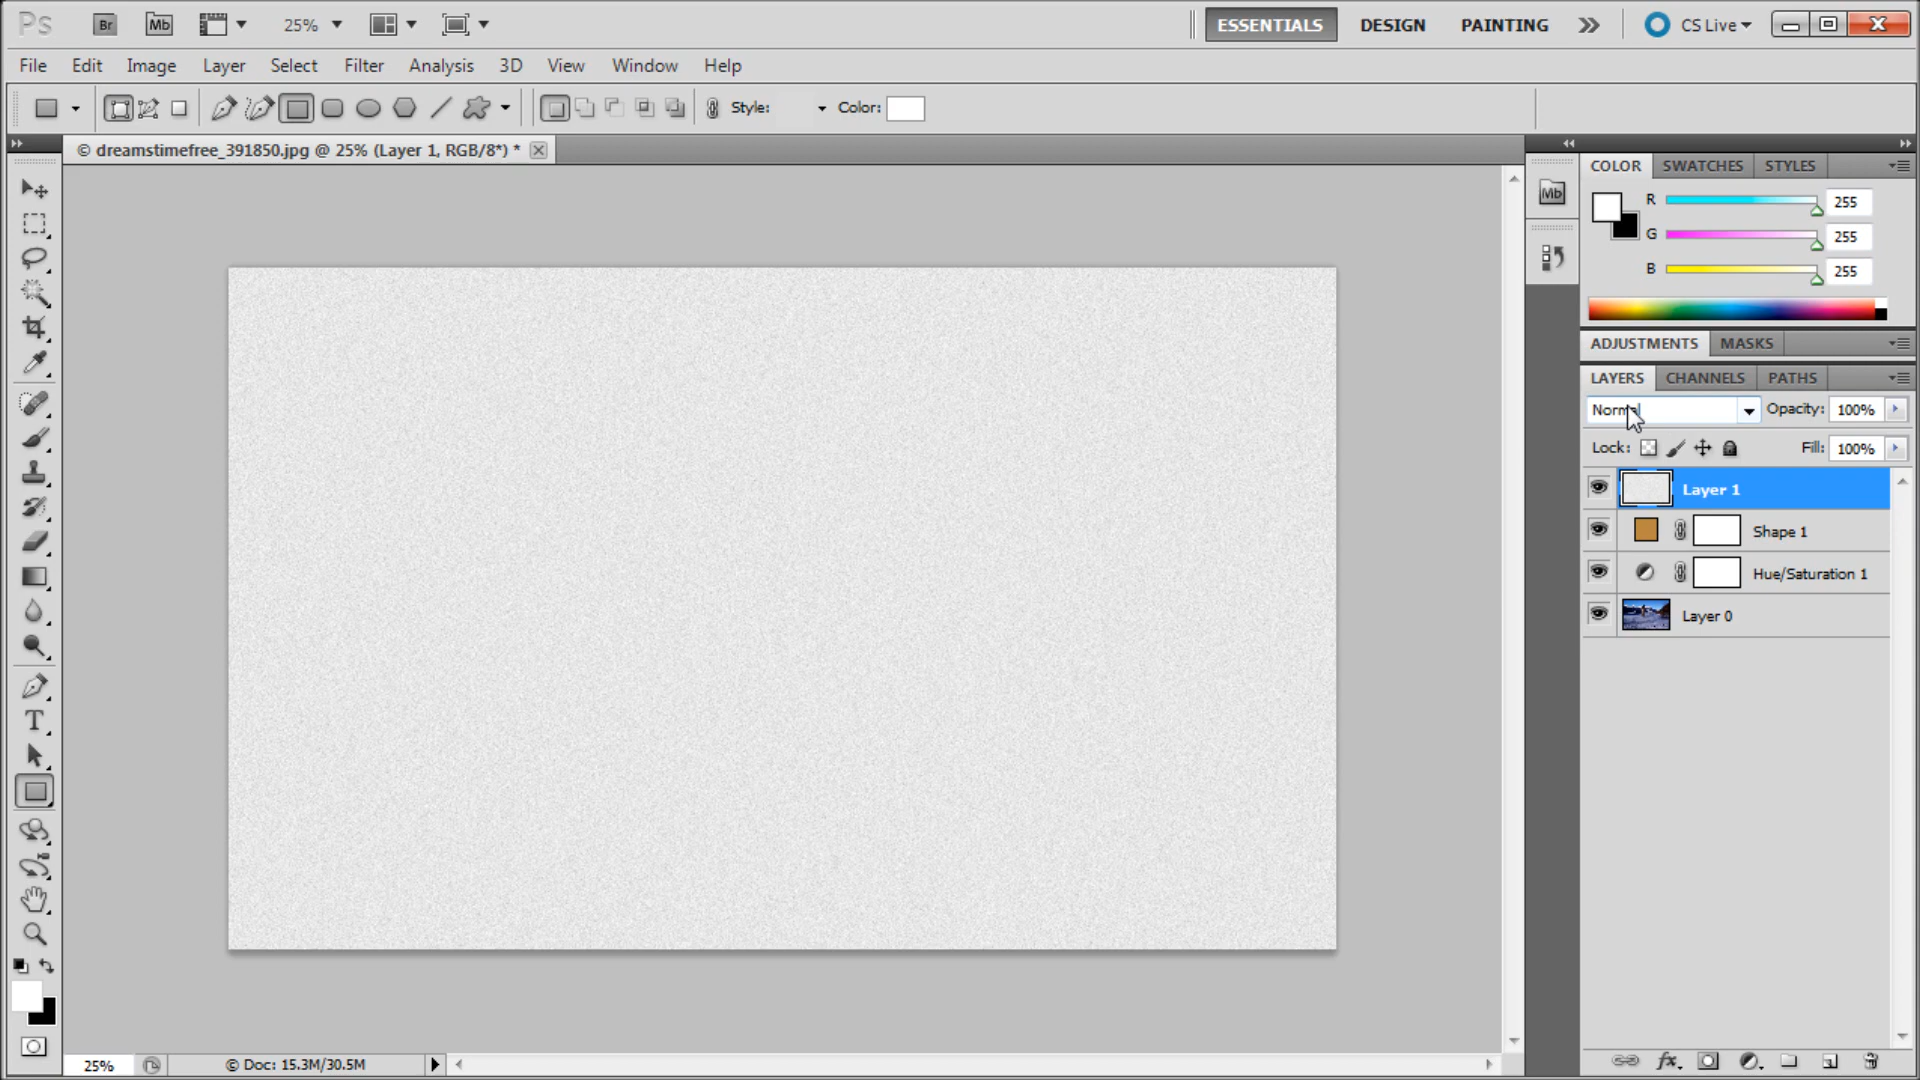 Ps Br Mb 25% ESSENTIALS DESIGN PAINTING CS Live
File Edit Image Layer Select Filter Analysis 3D View Window Help
Style: Color:
© dreamstimefree_391850.jpg @ 25% (Layer 1, RGB/8*) *
COLOR SWATCHES STYLES
Mb
R 255
G 255
B 255
ADJUSTMENTS MASKS
LAYERS CHANNELS PATHS
Normal Opacity: 100%
Lock: Fill: 100%
Layer 1
Shape 1
Hue/Saturation 1
Layer 0
T
25% © Doc: 15.3M/30.5M
fx